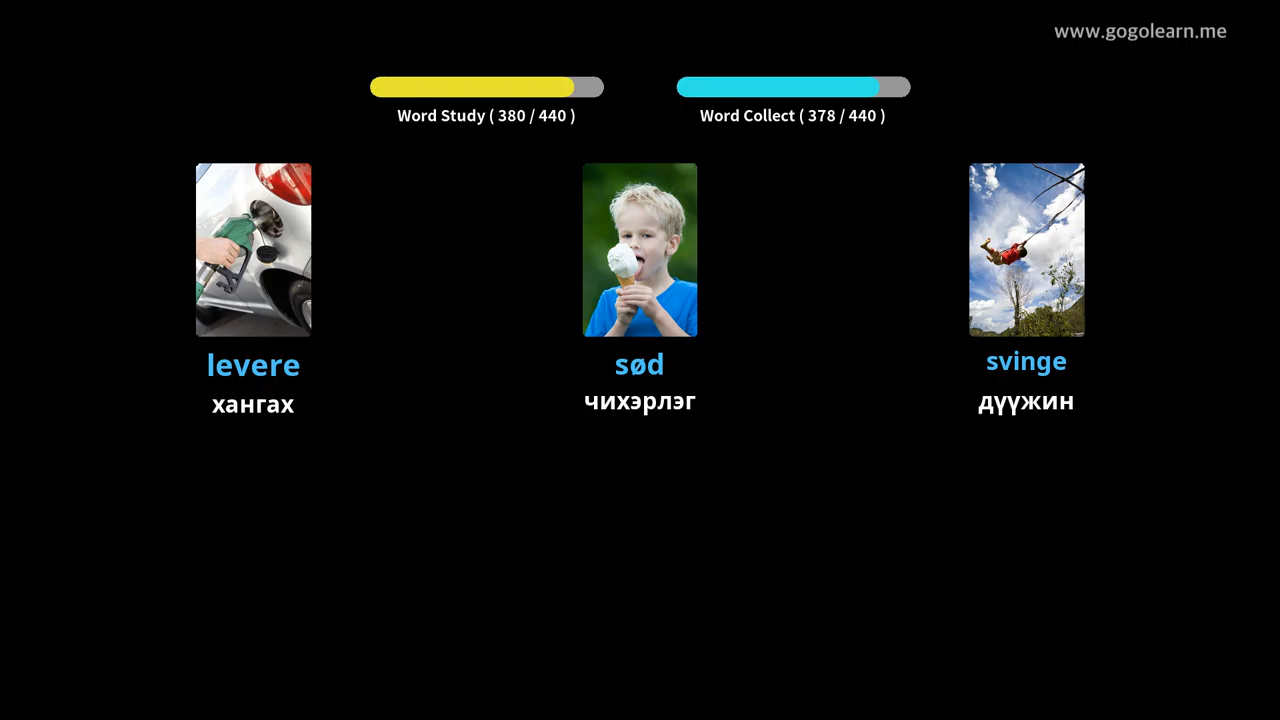 www.gogolearn.me
Word Study ( 380 / 440 )
Word Collect ( 378 / 440 )
levere
хангах
sød
чихэрлэг
svinge
дүүжин